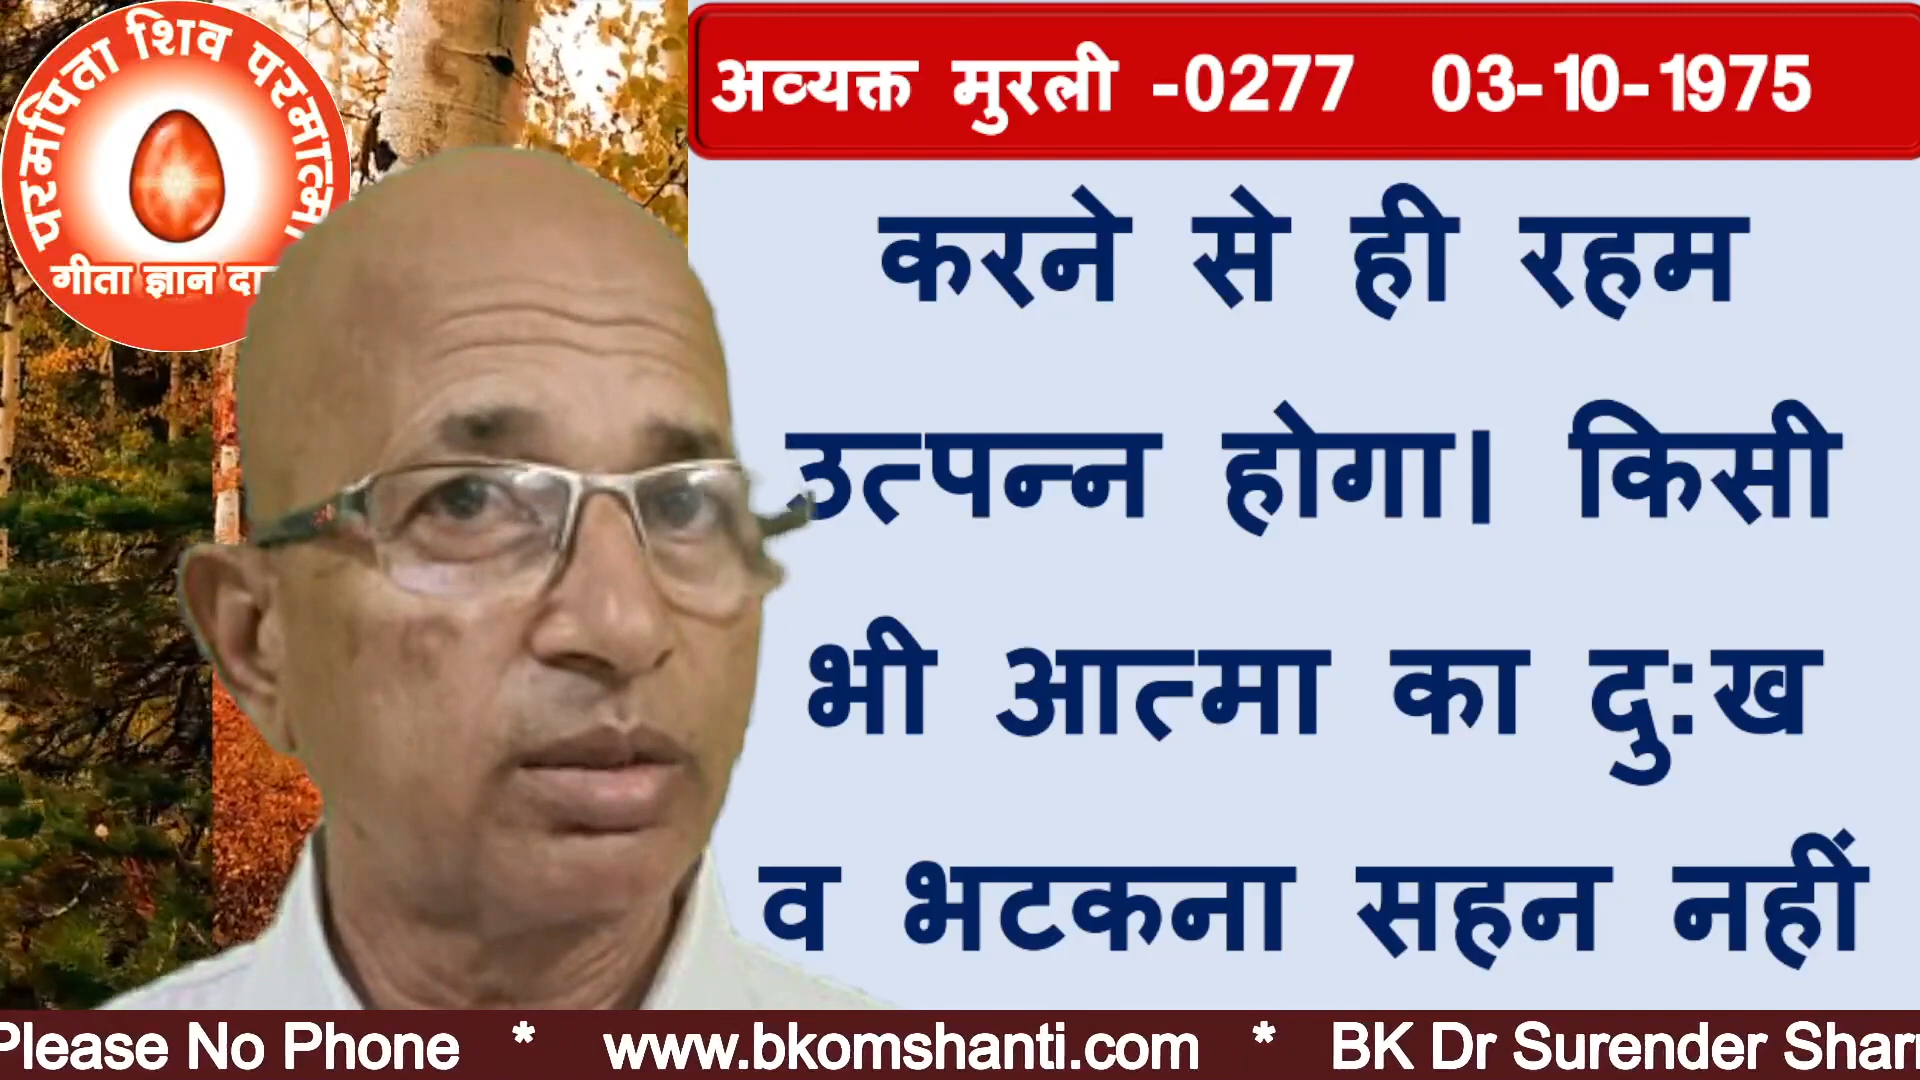 परमपिता शिव परमात्मा
गीता ज्ञान
अव्यक्त मुरली -0277 03-10-1975
करने से ही रहम
उत्पन्न होगा। किसी
भी आत्मा का दु:ख
व भटकना सहन नहीं
Please No Phone * www.bkomshanti.com * BK Dr Surender